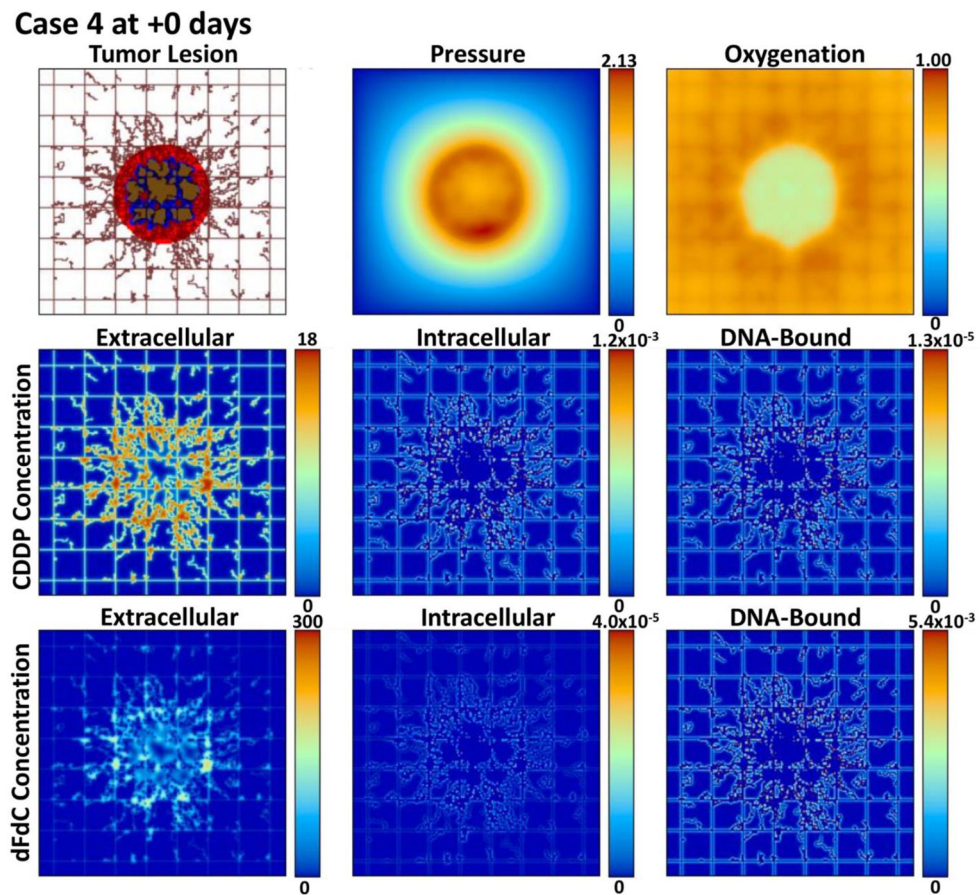 Case 4 at +0 days
Tumor Lesion Pressure Oxygenation
2.13 1.00
0 0
Extracellular Intracellular DNA-Bound
18 1.2x10⁻³ 1.3x10⁻⁵
CDDP Concentration
0 0 0
Extracellular Intracellular DNA-Bound
300 4.0x10⁻⁵ 5.4x10⁻³
dFdC Concentration
0 0 0